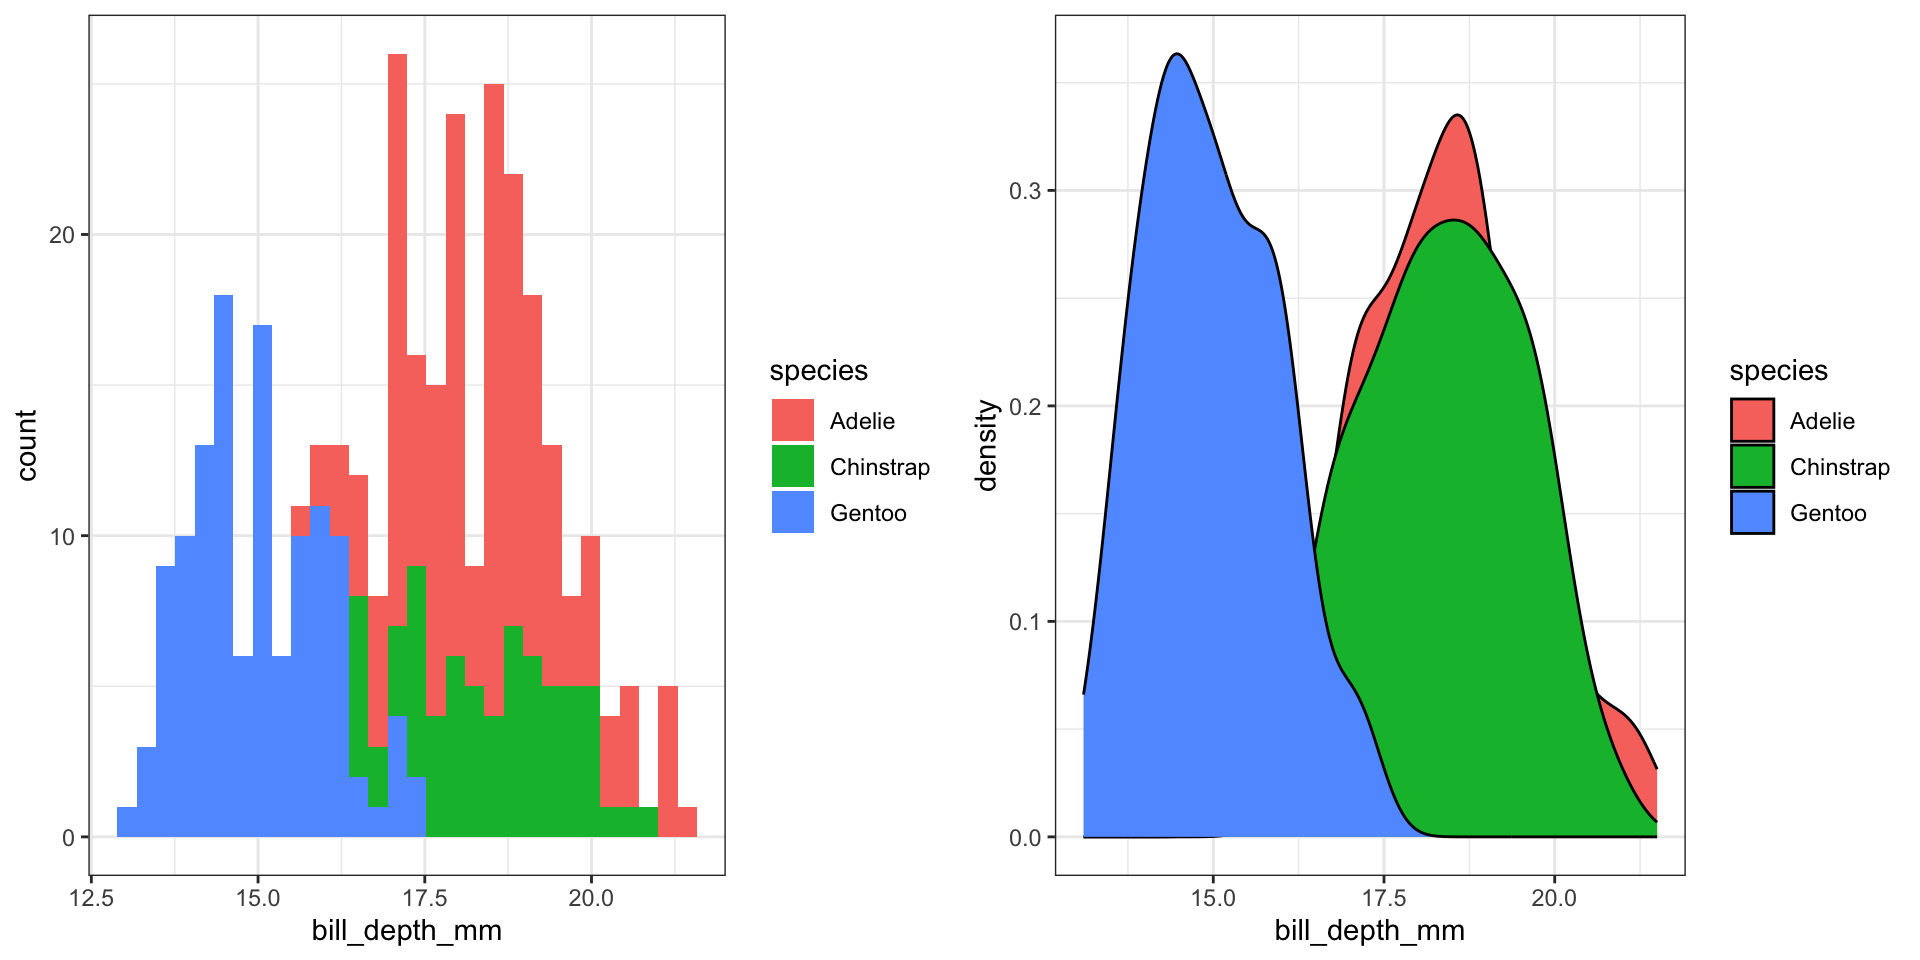 count
20
10
0
12.5 15.0 17.5 20.0
bill_depth_mm
species
Adelie
Chinstrap
Gentoo
density
0.3
0.2
0.1
0.0
15.0 17.5 20.0
bill_depth_mm
species
Adelie
Chinstrap
Gentoo